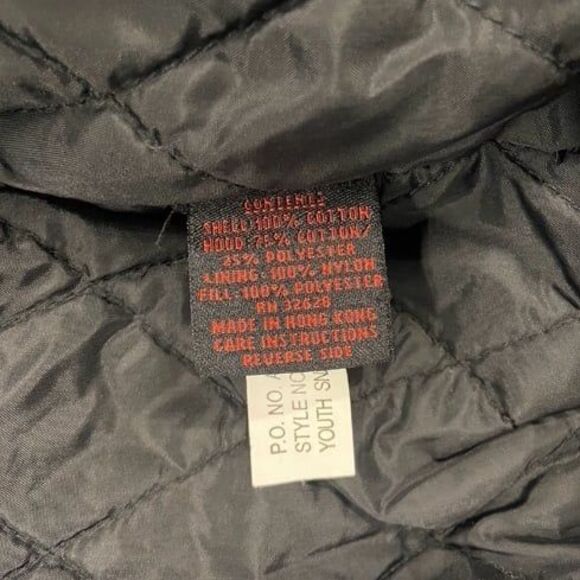 CONTENTS
SHELL: 100% COTTON
HOOD: 75% COTTON/
25% POLYESTER
LINING: 100% NYLON
FILL: 100% POLYESTER
RN 32628
MADE IN HONG KONG
CARE INSTRUCTIONS
REVERSE SIDE
P.O. NO.
STYLE NO
YOUTH SN